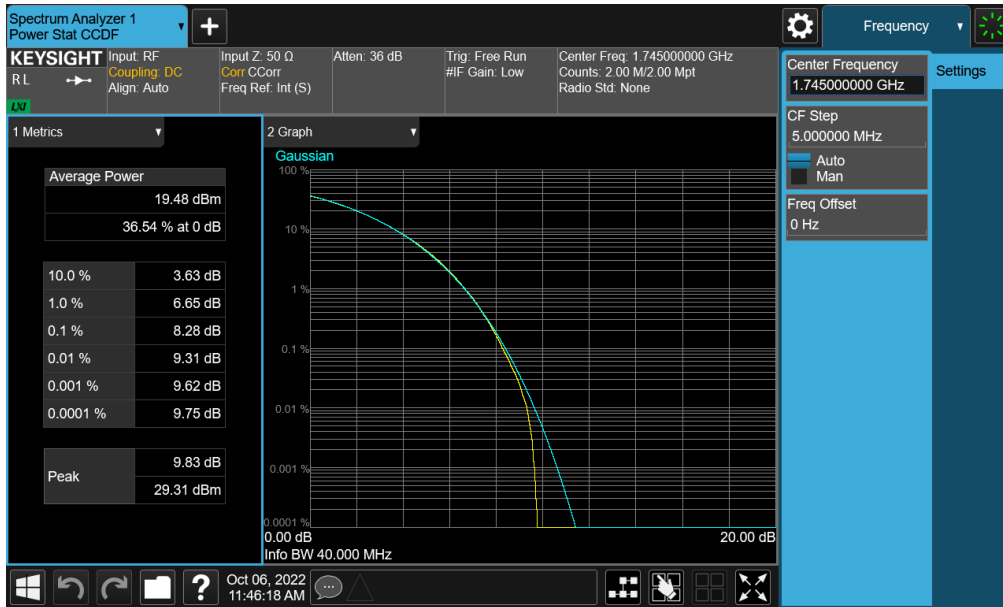 Spectrum Analyzer 1
Power Stat CCDF
+
Frequency
KEYSIGHT
R L
LXI
Input: RF
Coupling: DC
Align: Auto
Input Z: 50 Ω
Corr CCorr
Freq Ref: Int (S)
Atten: 36 dB
Trig: Free Run
#IF Gain: Low
Center Freq: 1.745000000 GHz
Counts: 2.00 M/2.00 Mpt
Radio Std: None
Center Frequency
1.745000000 GHz
Settings
CF Step
5.000000 MHz
Auto
Man
Freq Offset
0 Hz
1 Metrics
Average Power
19.48 dBm
36.54 % at 0 dB
10.0 % 3.63 dB
1.0 % 6.65 dB
0.1 % 8.28 dB
0.01 % 9.31 dB
0.001 % 9.62 dB
0.0001 % 9.75 dB
Peak
9.83 dB
29.31 dBm
2 Graph
Gaussian
100 %
10 %
1 %
0.1 %
0.01 %
0.001 %
0.0001 %
0.00 dB 20.00 dB
Info BW 40.000 MHz
?
Oct 06, 2022
11:46:18 AM